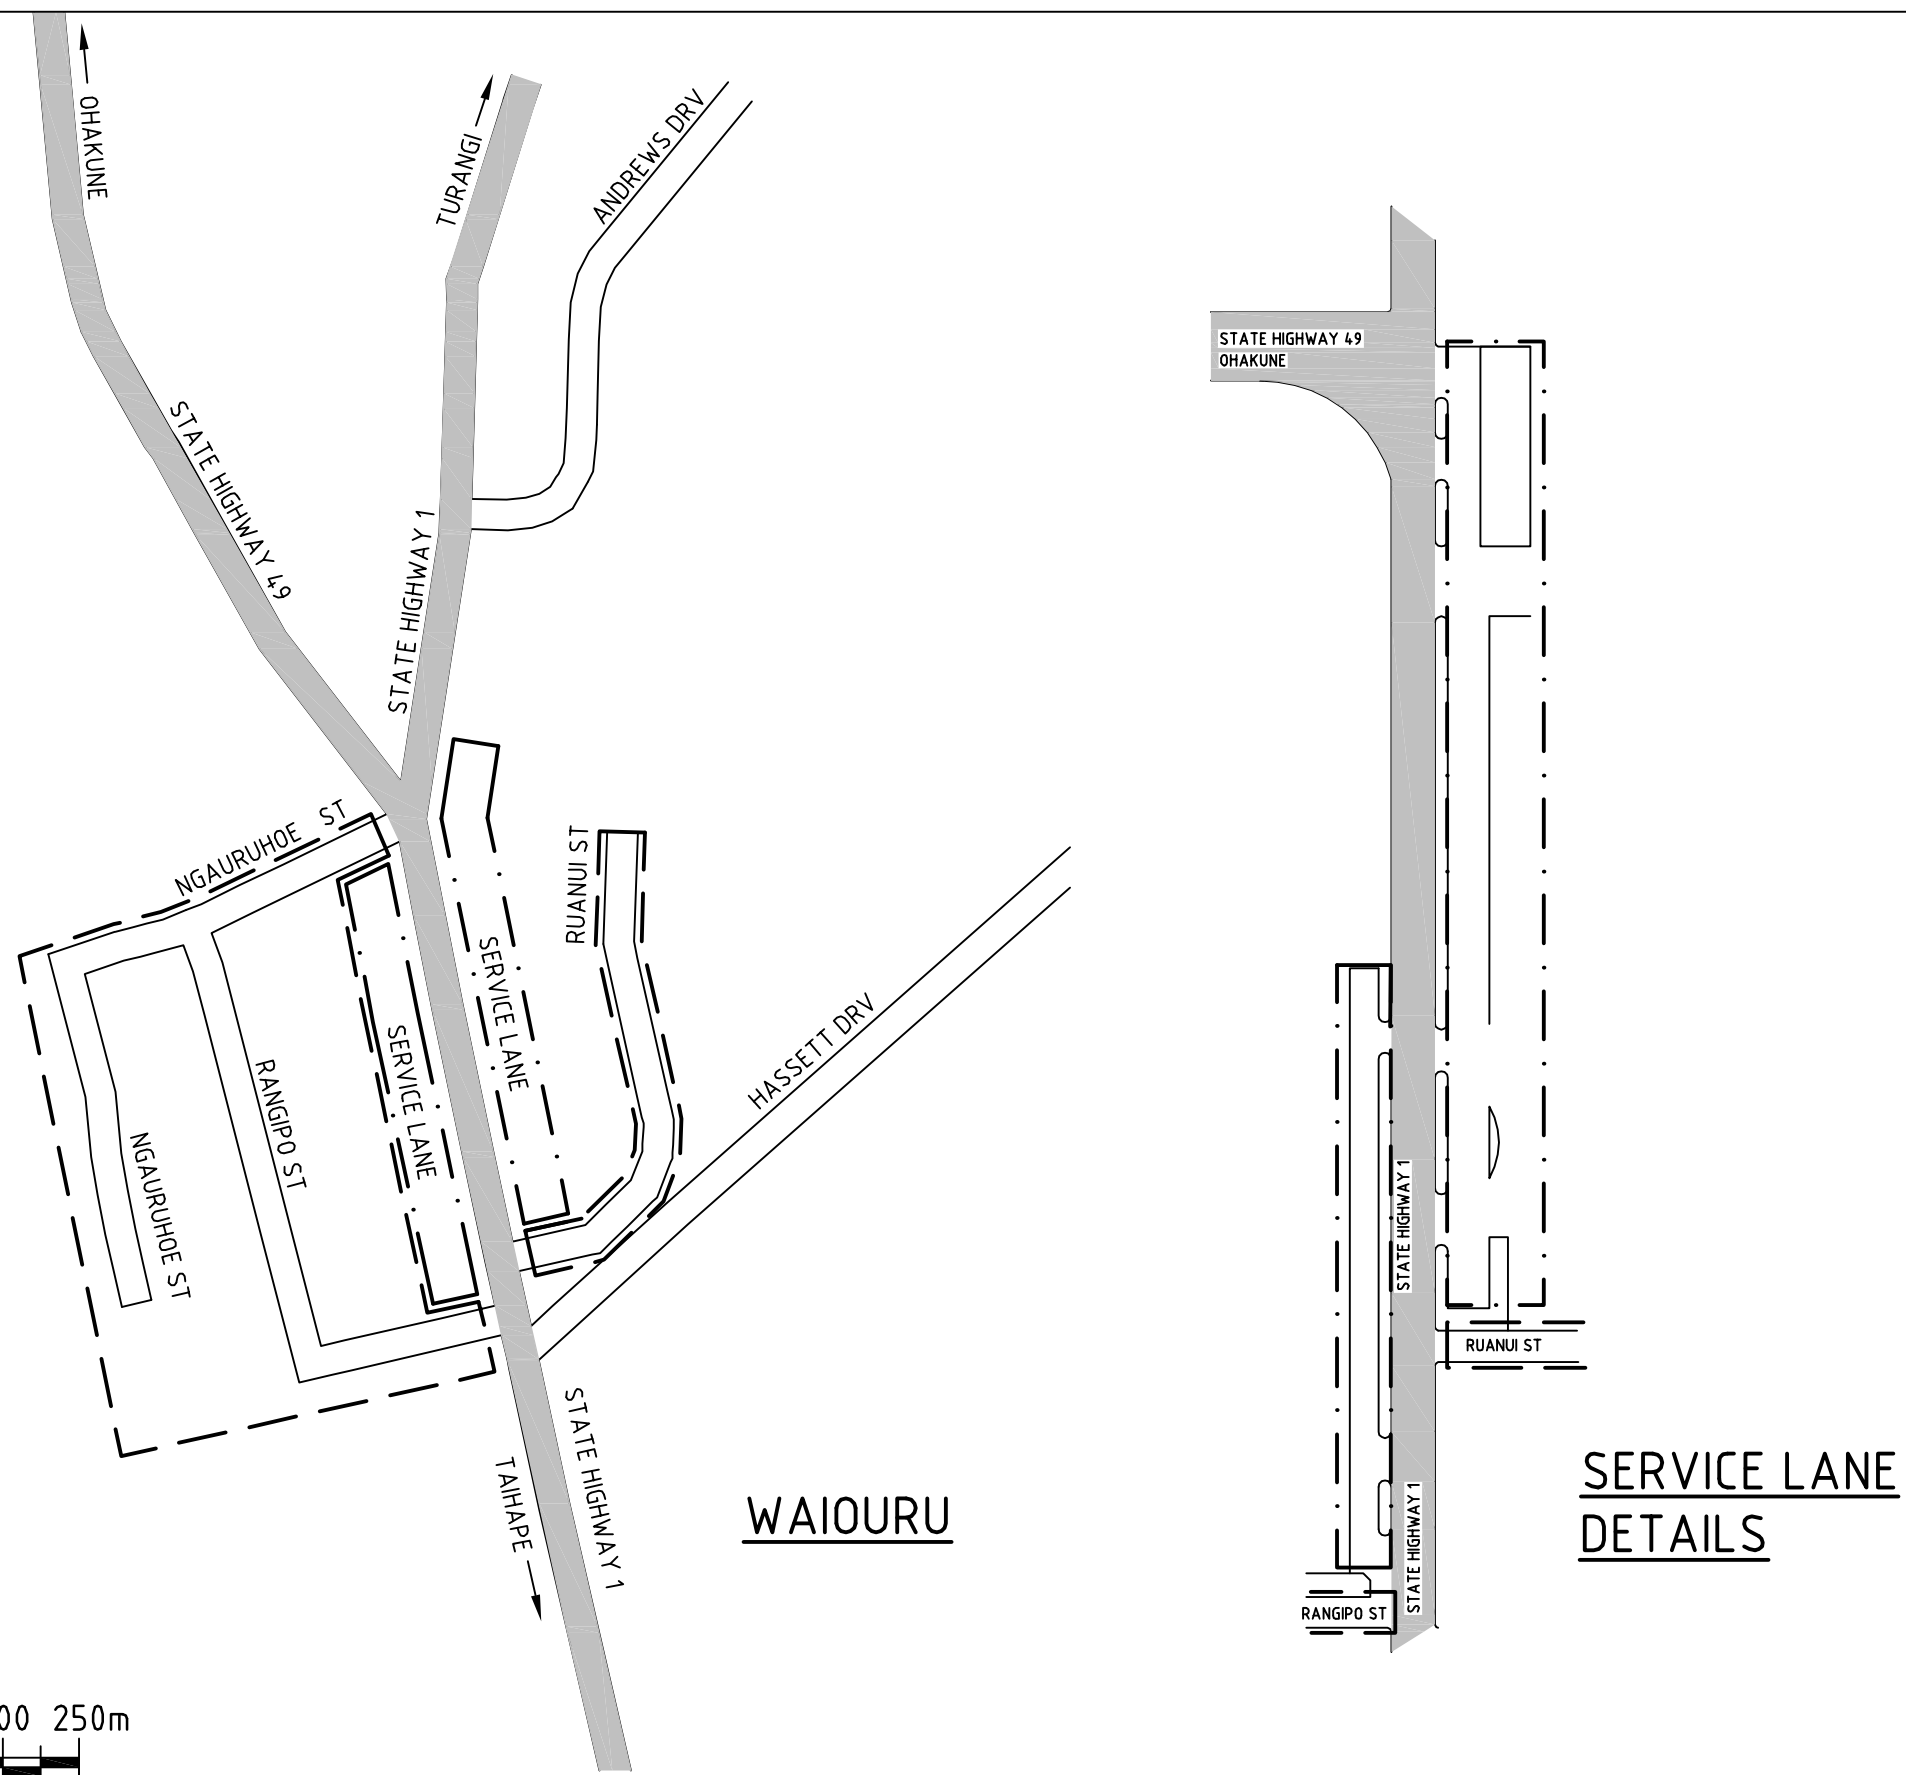 OHAKUNE
TURANGI
ANDREWS DRV
STATE HIGHWAY 49
STATE HIGHWAY 1
NGAURUHOE ST
RUANUI ST
SERVICE LANE
SERVICE LANE
HASSETT DRV
RANGIPO ST
NGAURUHOE ST
STATE HIGHWAY 1
TAIHAPE
WAIOURU
250m
STATE HIGHWAY 49
OHAKUNE
STATE HIGHWAY 1
RUANUI ST
STATE HIGHWAY 1
RANGIPO ST
SERVICE LANE
DETAILS